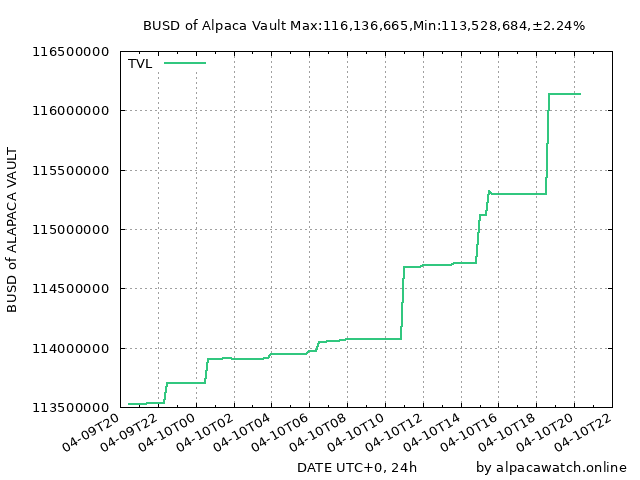 BUSD of Alpaca Vault Max:116,136,665,Min:113,528,684,±2.24%
116500000
TVL
116000000
115500000
115000000
114500000
114000000
113500000
BUSD of ALAPACA VAULT
04-09T20
04-09T22
04-10T00
04-10T02
04-10T04
04-10T06
04-10T08
04-10T10
04-10T12
04-10T14
04-10T16
04-10T18
04-10T20
04-10T22
DATE UTC+0, 24h
by alpacawatch.online